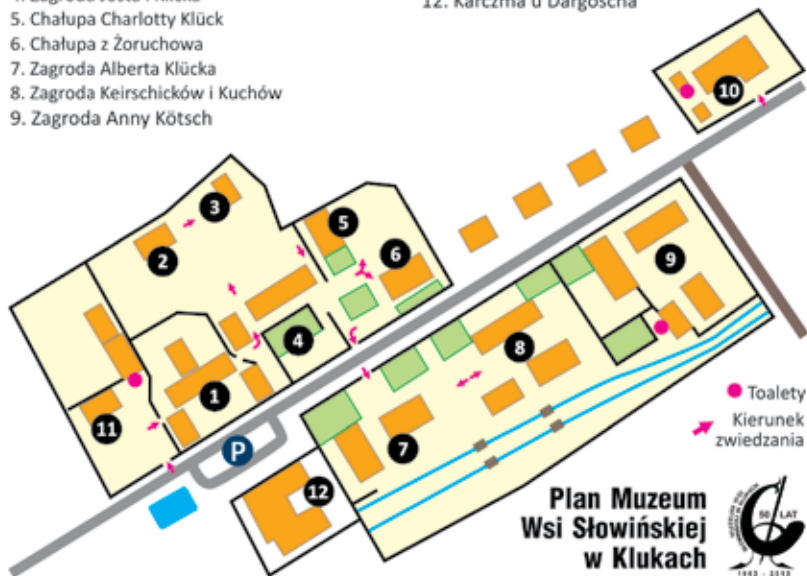 5. Chałupa Charlotty Klück
6. Chałupa z Żoruchowa
7. Zagroda Alberta Klücka
8. Zagroda Keirschicków i Kuchów
9. Zagroda Anny Kötsch
12. Karczma u Dargoscha
10
3
5
2
6
9
4
8
1
11
7
P
12
Toalety
Kierunek
zwiedzania
Plan Muzeum
Wsi Słowińskiej
w Klukach
50 LAT
1963 - 2013